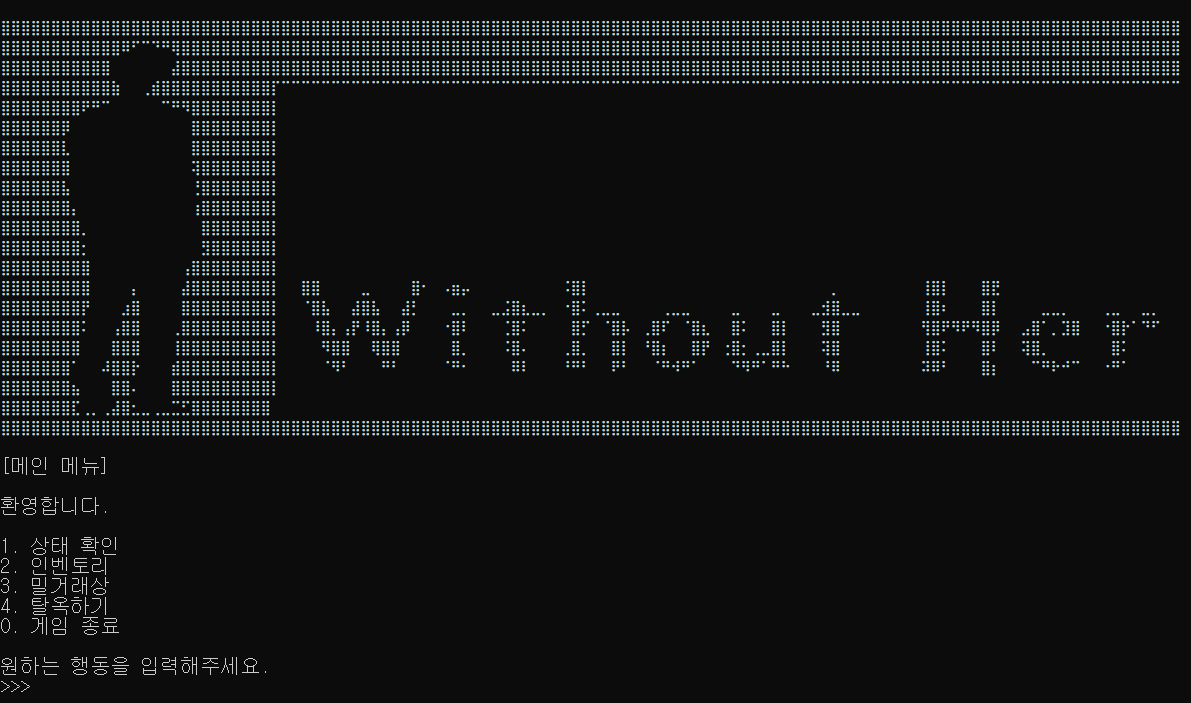 Without Her
[메인 메뉴]
환영합니다.
1. 상태 확인
2. 인벤토리
3. 밀거래상
4. 탈옥하기
0. 게임 종료
원하는 행동을 입력해주세요.
>>>